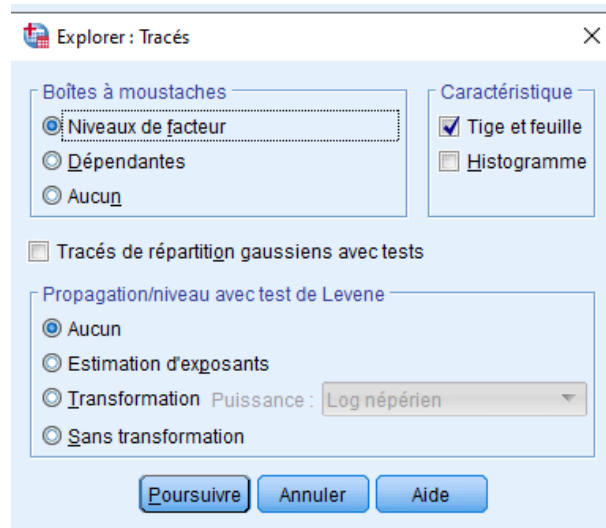 Explorer : Tracés
Boîtes à moustaches
Niveaux de facteur
Dépendantes
Aucun
Caractéristique
Tige et feuille
Histogramme
Tracés de répartition gaussiens avec tests
Propagation/niveau avec test de Levene
Aucun
Estimation d'exposants
Transformation Puissance : Log népérien
Sans transformation
Poursuivre Annuler Aide